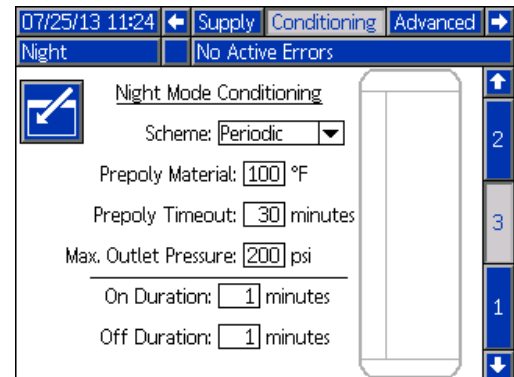 07/25/13 11:24 Supply Conditioning Advanced
Night No Active Errors
Night Mode Conditioning
Scheme: Periodic
Prepoly Material: 100 °F
Prepoly Timeout: 30 minutes
Max. Outlet Pressure: 200 psi
On Duration: 1 minutes
Off Duration: 1 minutes
2
3
1